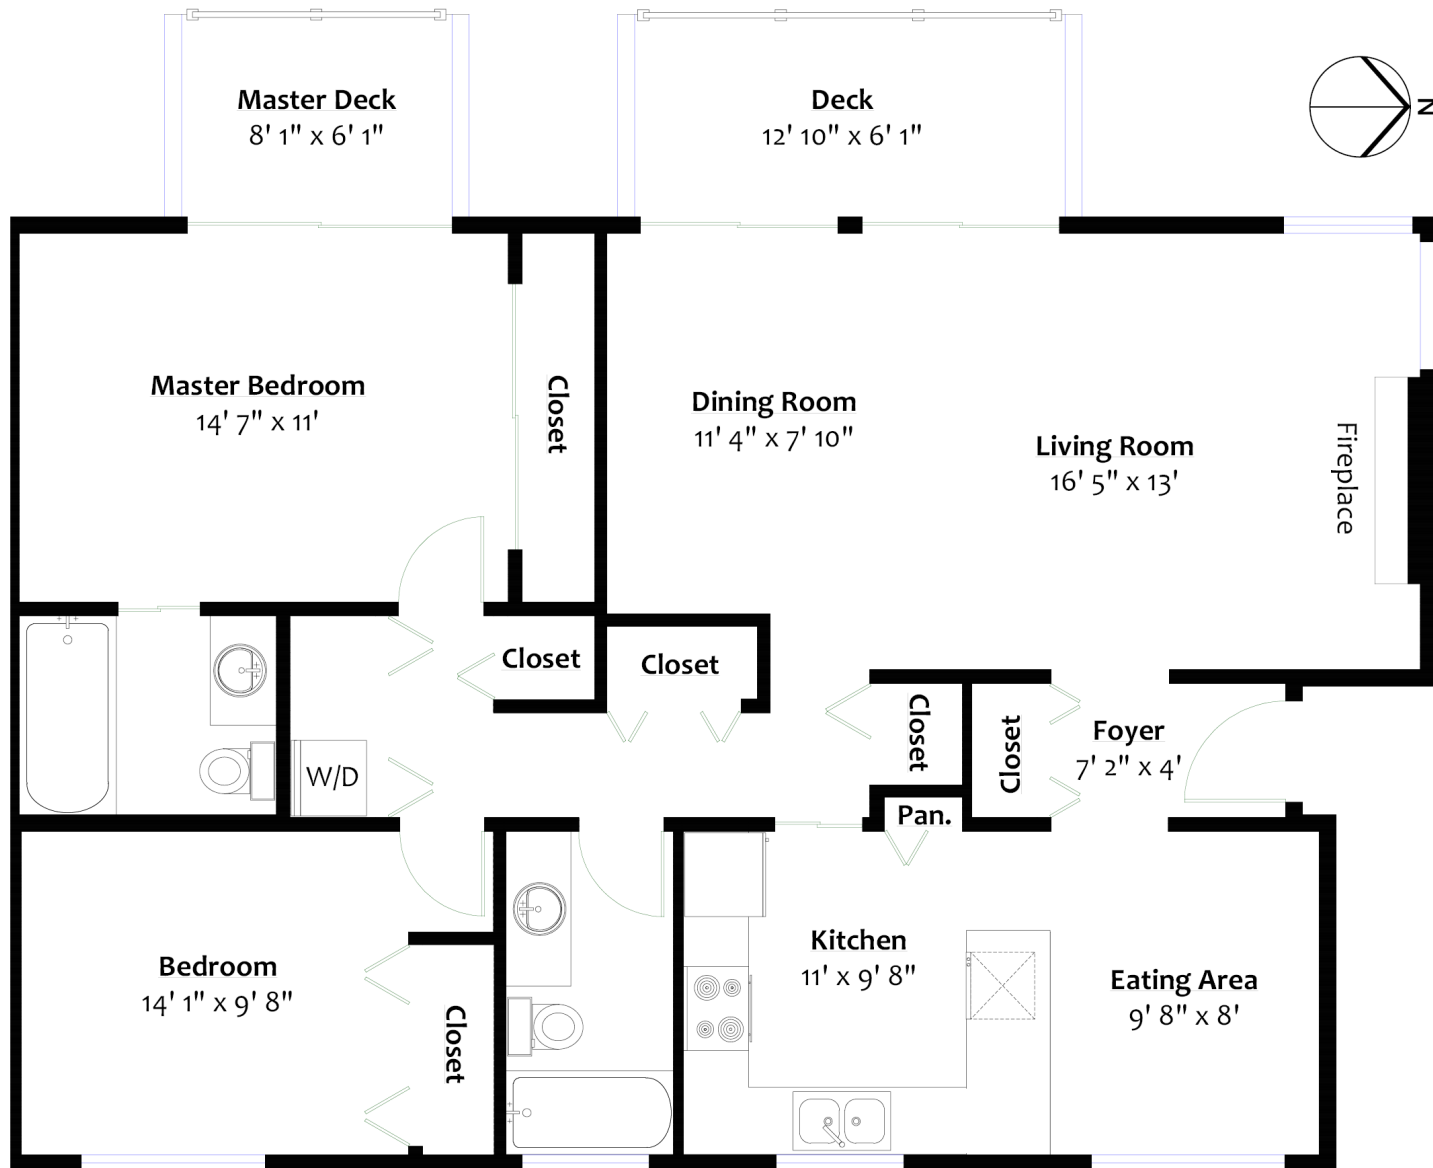 Master Deck
8' 1" x 6' 1"
Deck
12' 10" x 6' 1"
N
Master Bedroom
14' 7" x 11'
Closet
Dining Room
11' 4" x 7' 10"
Living Room
16' 5" x 13'
Fireplace
Closet
Closet
Closet
Closet
Foyer
7' 2" x 4'
W/D
Pan.
Bedroom
14' 1" x 9' 8"
Closet
Kitchen
11' x 9' 8"
Eating Area
9' 8" x 8'